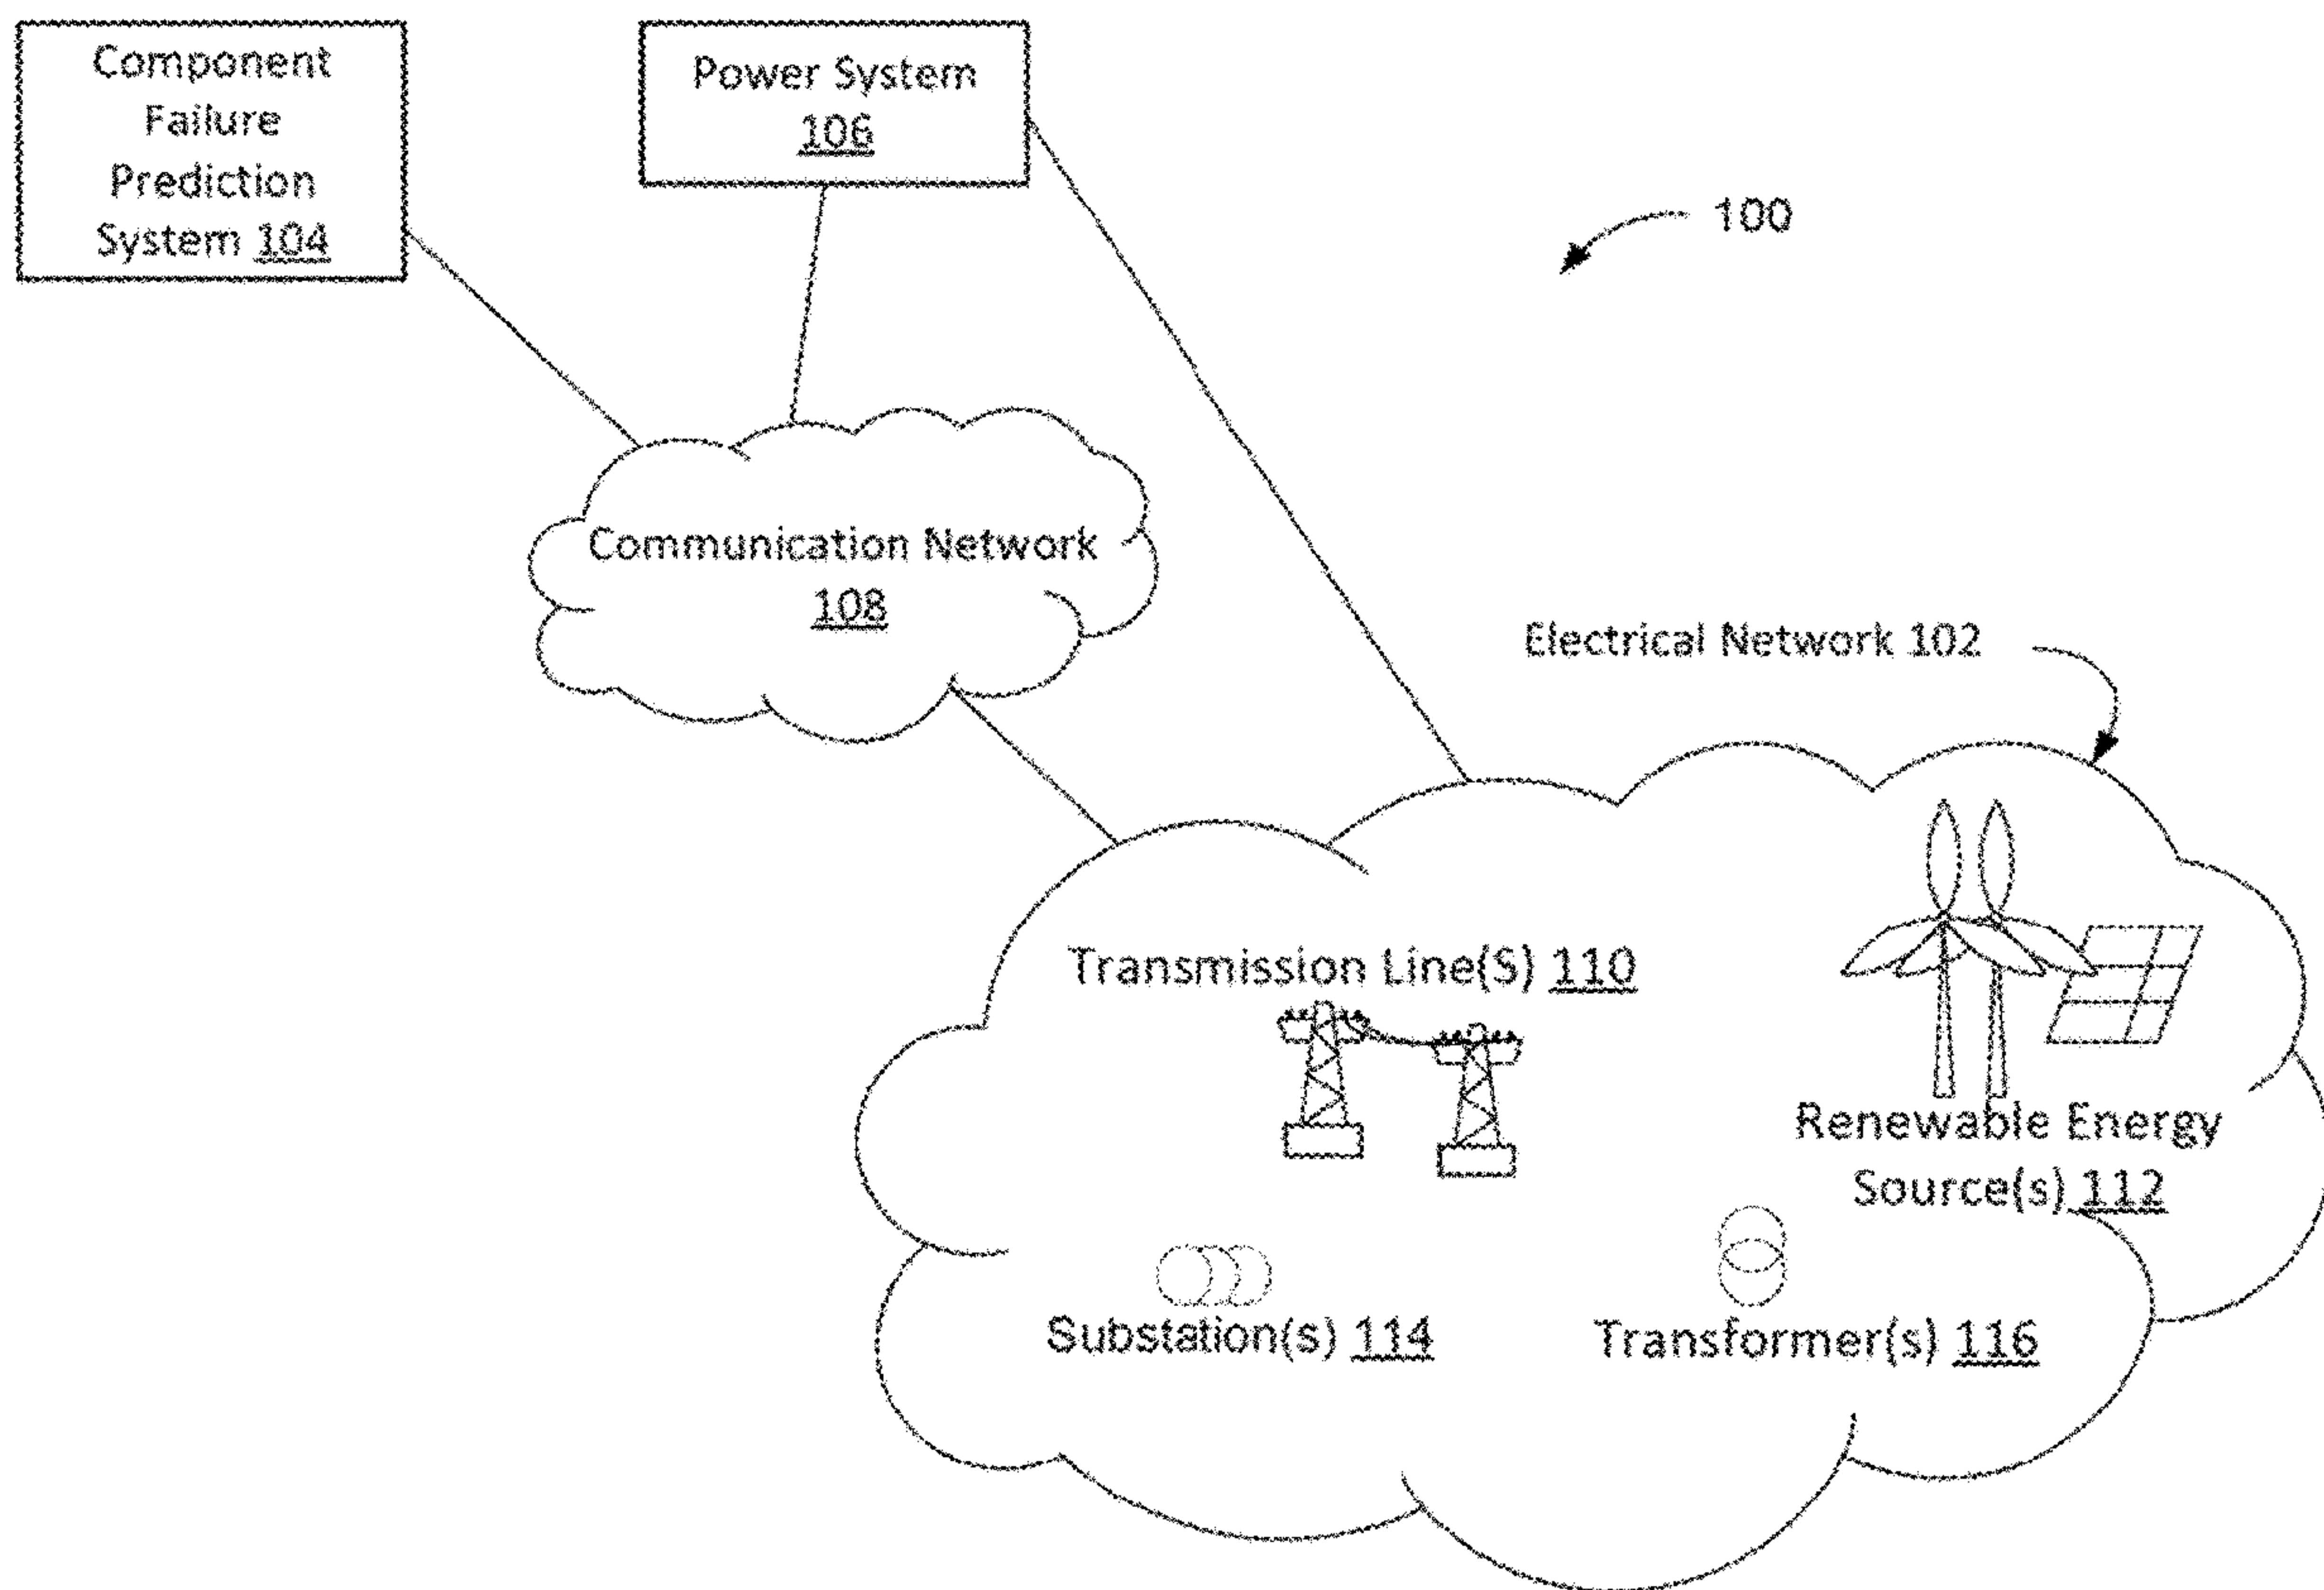 Component
Failure
Prediction
System 104
Power System
106
100
Communication Network
108
Electrical Network 102
Transmission Line(S) 110
Renewable Energy
Source(s) 112
Substation(s) 114
Transformer(s) 116